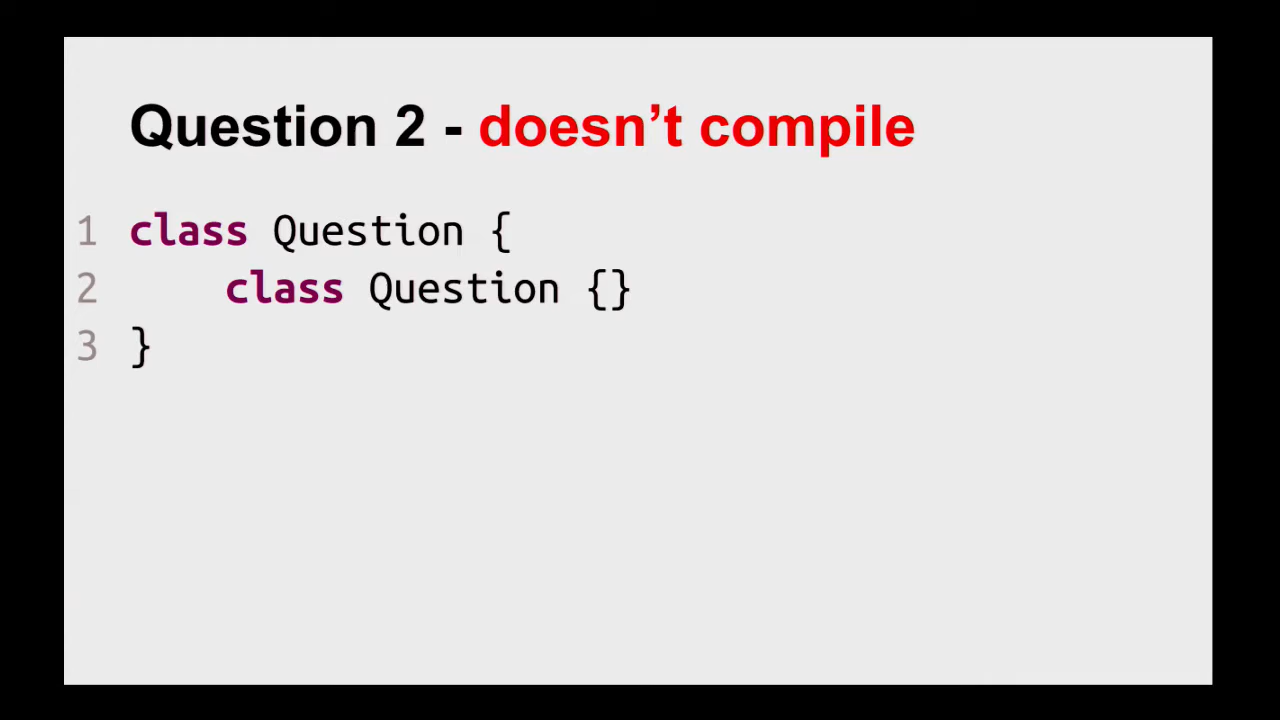 Question 2 - doesn’t compile
1 class Question {
2     class Question {}
3 }